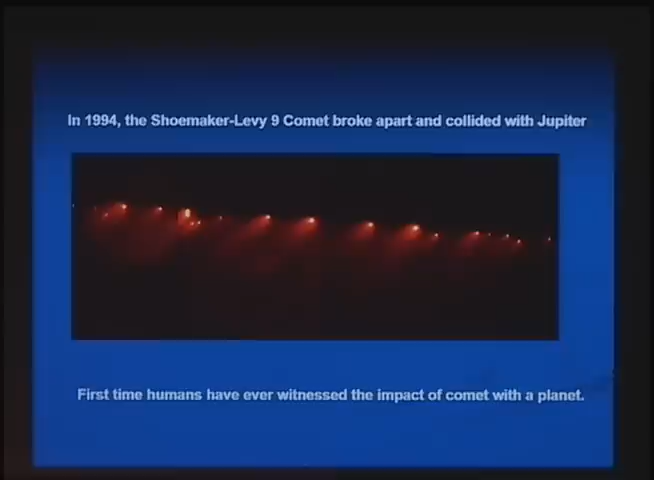 In 1994, the Shoemaker-Levy 9 Comet broke apart and collided with Jupiter
First time humans have ever witnessed the impact of comet with a planet.